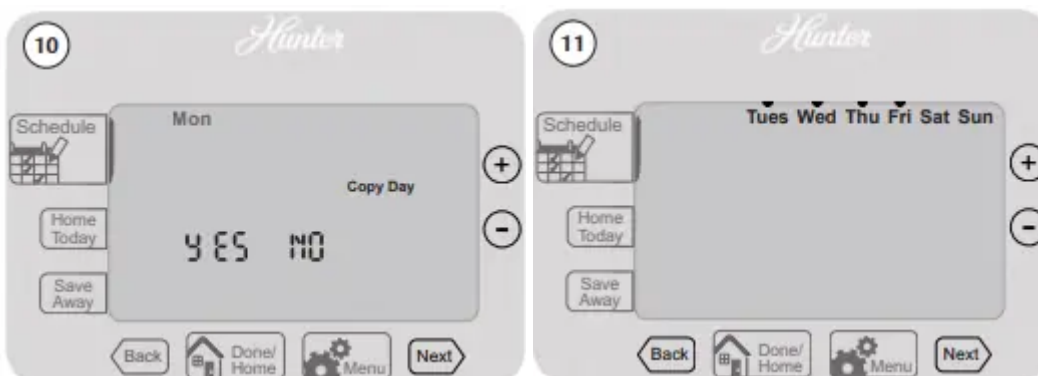 10
Hunter
Schedule
Mon
Copy Day
YES NO
+
-
Home
Today
Save
Away
Back
Done/
Home
Menu
Next
11
Hunter
Schedule
Tues Wed Thu Fri Sat Sun
+
-
Home
Today
Save
Away
Back
Done/
Home
Menu
Next